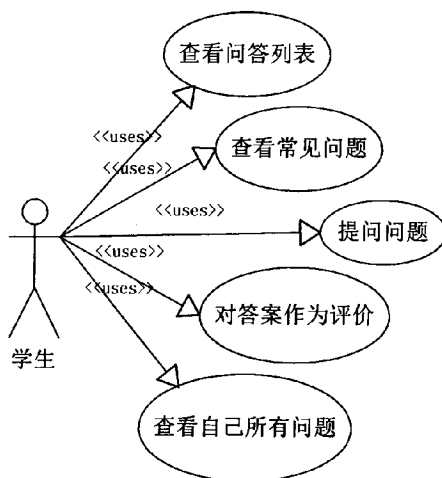 查看问答列表
<<uses>>
<<uses>>
查看常见问题
<<uses>>
提问问题
<<uses>>
<<uses>>
对答案作为评价
学生
查看自己所有问题